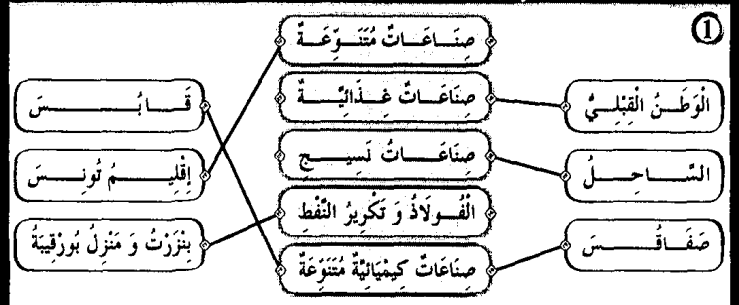 ①
صِنَاعَاتٌ مُتَنَوِّعَةٌ
الْوَطَنُ الْقِبْلِيُّ
صِنَاعَاتٌ غِذَائِيَّةٌ
قَابُسَ
السَّاحِلُ
صِنَاعَاتُ نَسِيجٍ
إِقْلِيمُ تُونِسَ
صَفَاقُسَ
الْفُولَاذُ وَ تَكْرِيرُ النَّفْطِ
بِنْزَرْتُ وَ مَنْزِلُ بُورْقِيبَةُ
صِنَاعَاتٌ كِيمْيَائِيَّةٌ مُتَنَوِّعَةٌ